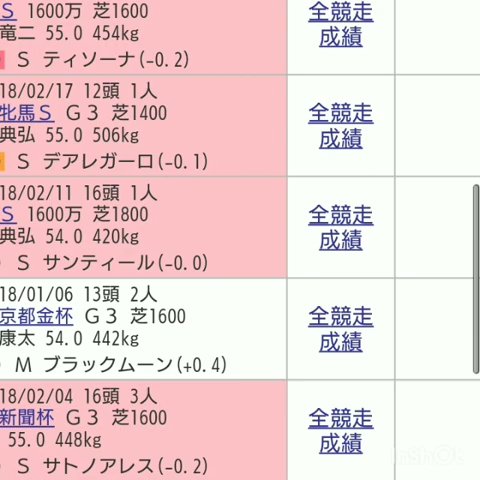 S 1600万 芝1600
竜二 55.0 454kg
S ティソーナ(-0.2)
全競走
成績
18/02/17 12頭 1人
牝馬S G3 芝1400
典弘 55.0 506kg
S デアレガーロ(-0.1)
全競走
成績
18/02/11 16頭 1人
S 1600万 芝1800
典弘 54.0 420kg
S サンティール(-0.0)
全競走
成績
18/01/06 13頭 2人
京都金杯 G3 芝1600
康太 54.0 442kg
M ブラックムーン(+0.4)
全競走
成績
18/02/04 16頭 3人
新聞杯 G3 芝1600
55.0 448kg
S サトノアレス(-0.2)
全競走
成績